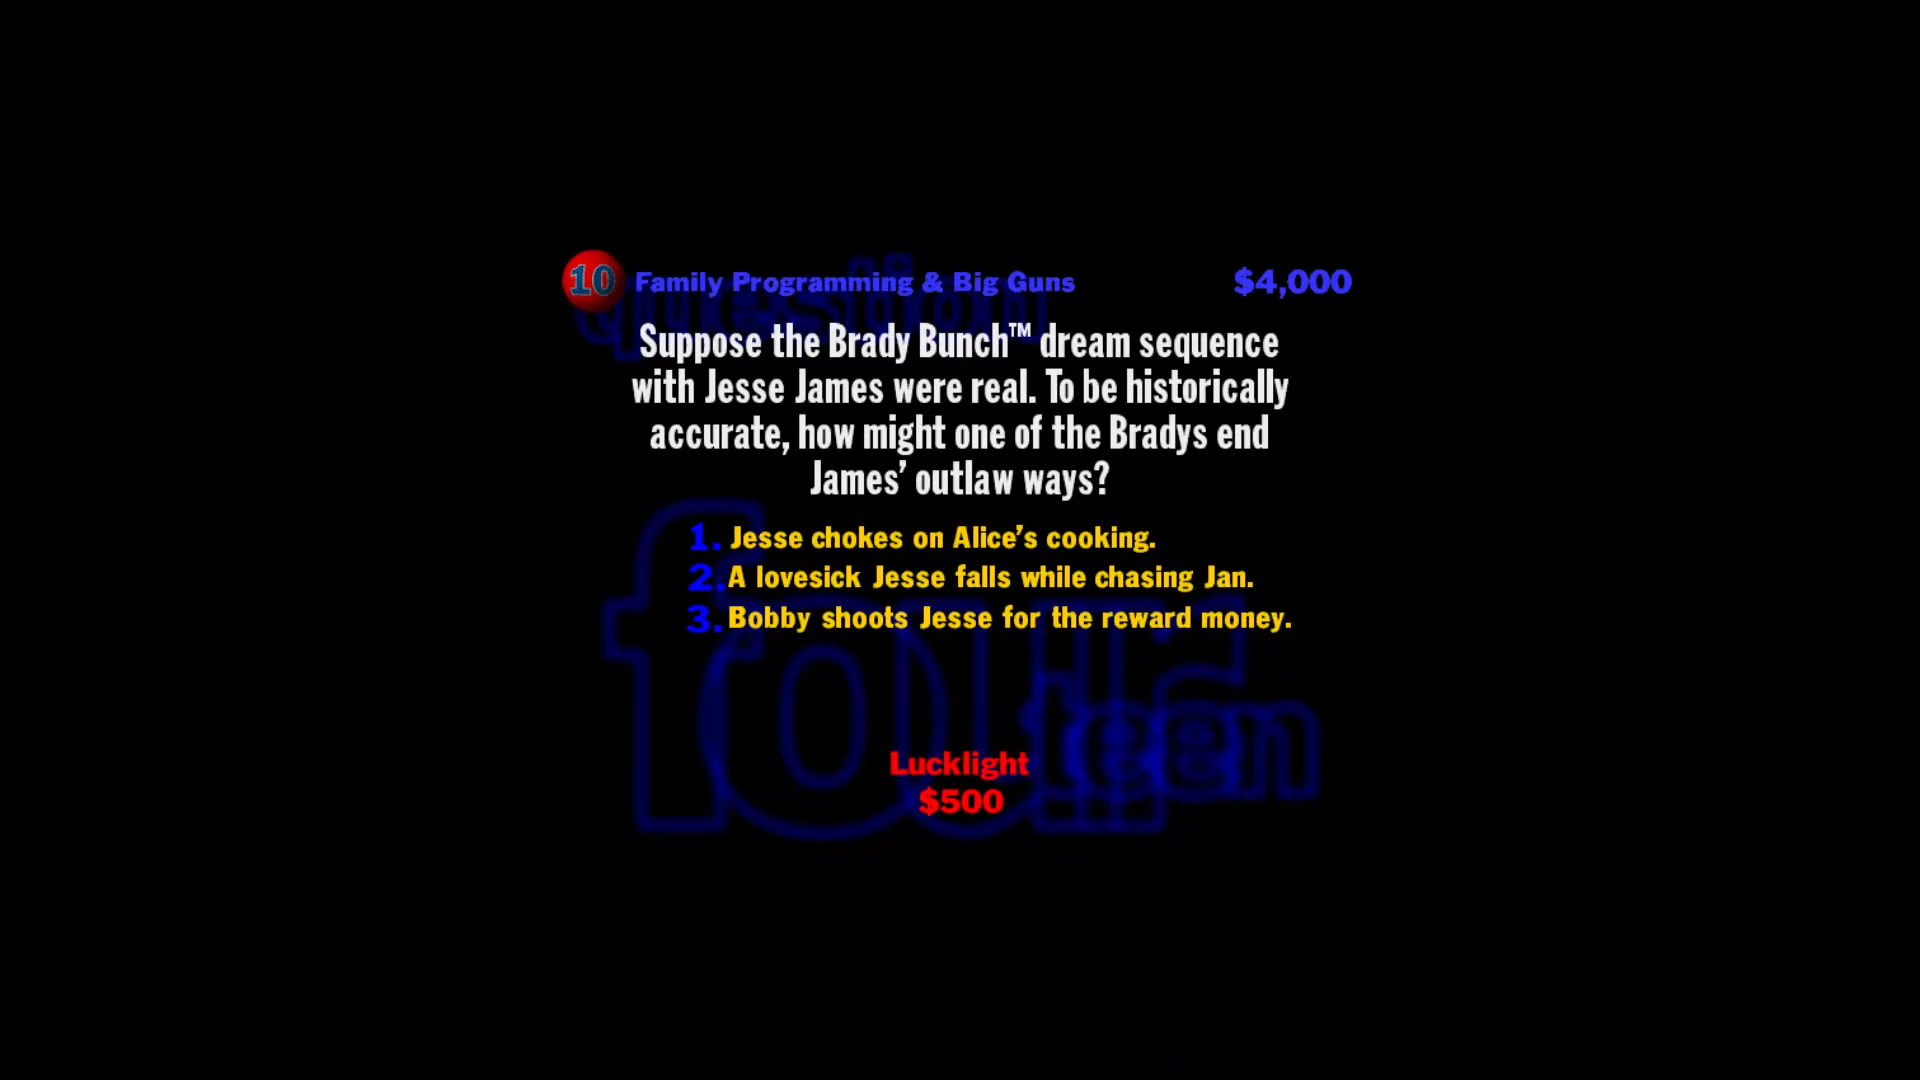 question
10 Family Programming & Big Guns $4,000
Suppose the Brady Bunch™ dream sequence
with Jesse James were real. To be historically
accurate, how might one of the Bradys end
James’ outlaw ways?
1. Jesse chokes on Alice’s cooking.
2. A lovesick Jesse falls while chasing Jan.
3. Bobby shoots Jesse for the reward money.
fourteen
Lucklight
$500